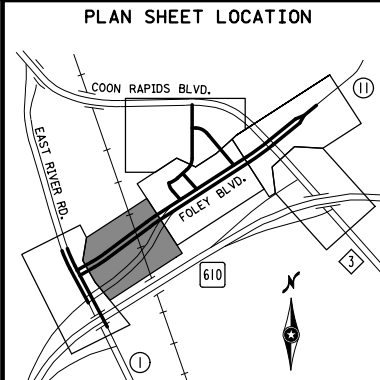 PLAN SHEET LOCATION
COON RAPIDS BLVD.
11
EAST RIVER RD.
FOLEY BLVD.
610
3
N
1